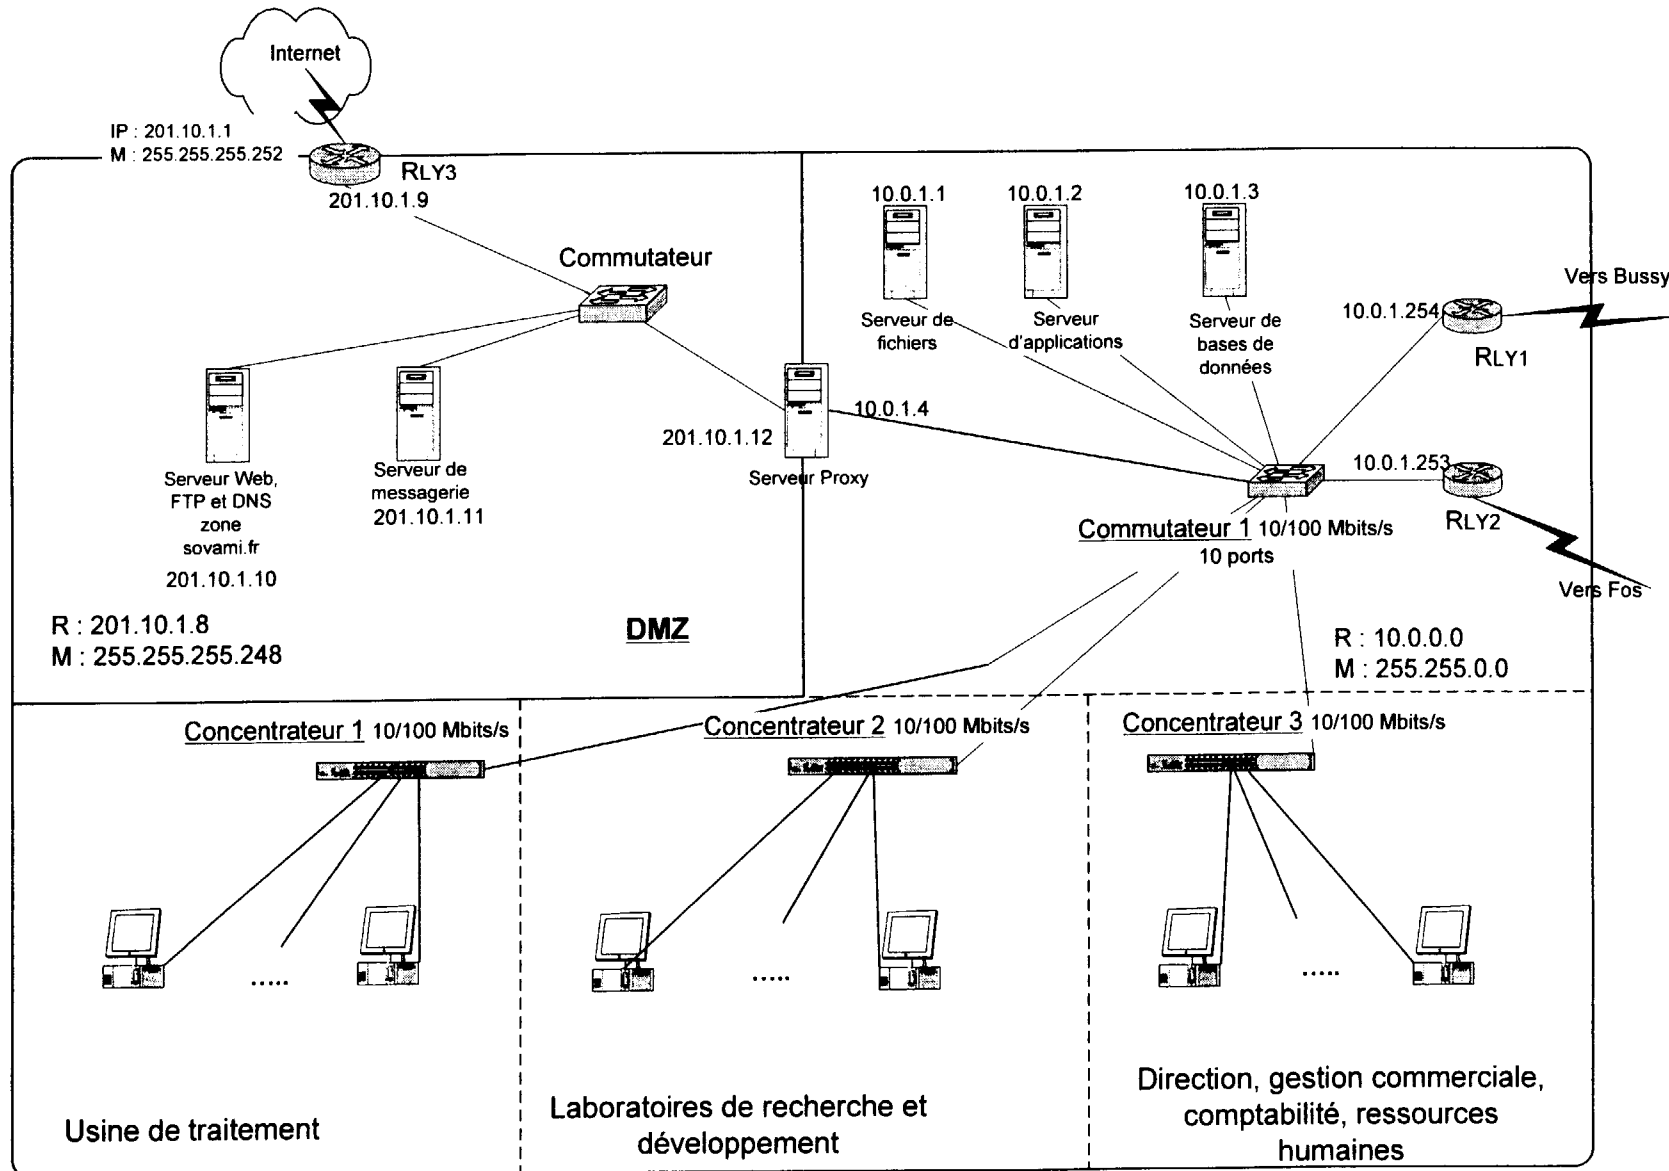 Internet
IP : 201.10.1.1
M : 255.255.255.252
RLY3
201.10.1.9
Commutateur
Serveur Web,
FTP et DNS
zone
sovami.fr
201.10.1.10
Serveur de
messagerie
201.10.1.11
201.10.1.12
10.0.1.4
Serveur Proxy
R : 201.10.1.8
M : 255.255.255.248
DMZ
10.0.1.1
10.0.1.2
10.0.1.3
Serveur de
fichiers
Serveur
d'applications
Serveur de
bases de
données
Vers Bussy
10.0.1.254
RLY1
10.0.1.253
RLY2
Vers Fos
Commutateur 1 10/100 Mbits/s
10 ports
R : 10.0.0.0
M : 255.255.0.0
Concentrateur 1 10/100 Mbits/s
Concentrateur 2 10/100 Mbits/s
Concentrateur 3 10/100 Mbits/s
.....
.....
.....
Usine de traitement
Laboratoires de recherche et
développement
Direction, gestion commerciale,
comptabilité, ressources
humaines